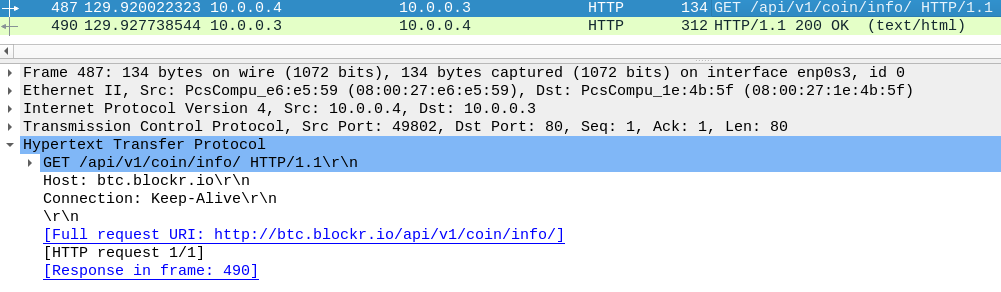 487 129.920022323 10.0.0.4 10.0.0.3 HTTP 134 GET /api/v1/coin/info/ HTTP/1.1
490 129.927738544 10.0.0.3 10.0.0.4 HTTP 312 HTTP/1.1 200 OK (text/html)
Frame 487: 134 bytes on wire (1072 bits), 134 bytes captured (1072 bits) on interface enp0s3, id 0
Ethernet II, Src: PcsCompu_e6:e5:59 (08:00:27:e6:e5:59), Dst: PcsCompu_1e:4b:5f (08:00:27:1e:4b:5f)
Internet Protocol Version 4, Src: 10.0.0.4, Dst: 10.0.0.3
Transmission Control Protocol, Src Port: 49802, Dst Port: 80, Seq: 1, Ack: 1, Len: 80
Hypertext Transfer Protocol
GET /api/v1/coin/info/ HTTP/1.1\r\n
Host: btc.blockr.io\r\n
Connection: Keep-Alive\r\n
\r\n
[Full request URI: http://btc.blockr.io/api/v1/coin/info/]
[HTTP request 1/1]
[Response in frame: 490]